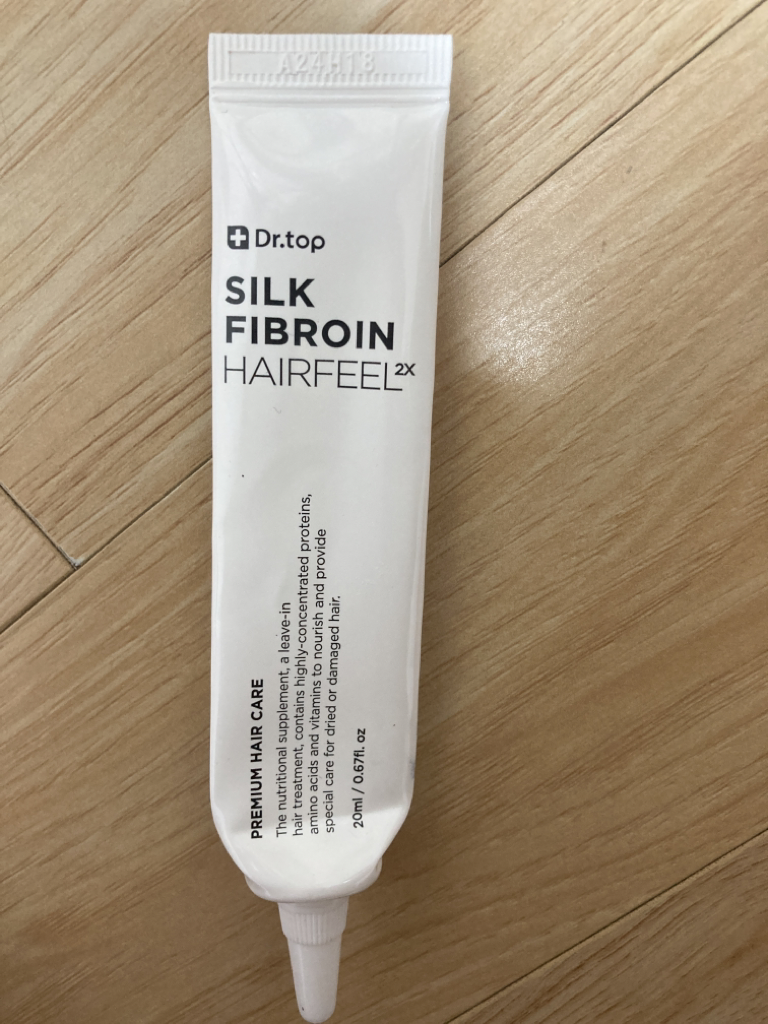 A24-18
Dr.top
SILK
FIBROIN
HAIRFEEL2X
PREMIUM HAIR CARE
The nutritional supplement, a leave-in
hair treatment, contains highly-concentrated proteins,
amino acids and vitamins to nourish and provide
special care for dried or damaged hair.
20ml / 0.67fl. oz